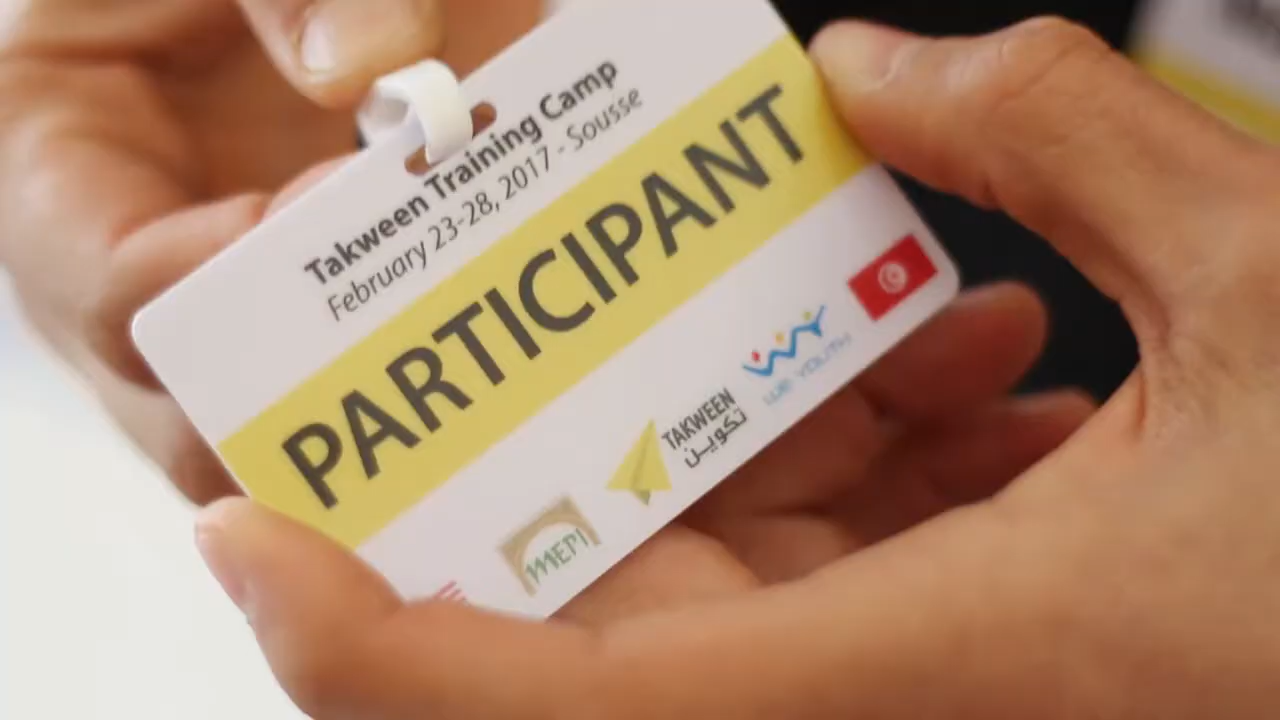 Takween Training Camp
February 23-28, 2017 - Sousse
PARTICIPANT
MEPI
TAKWEEN
تكوين
WE YOUTH